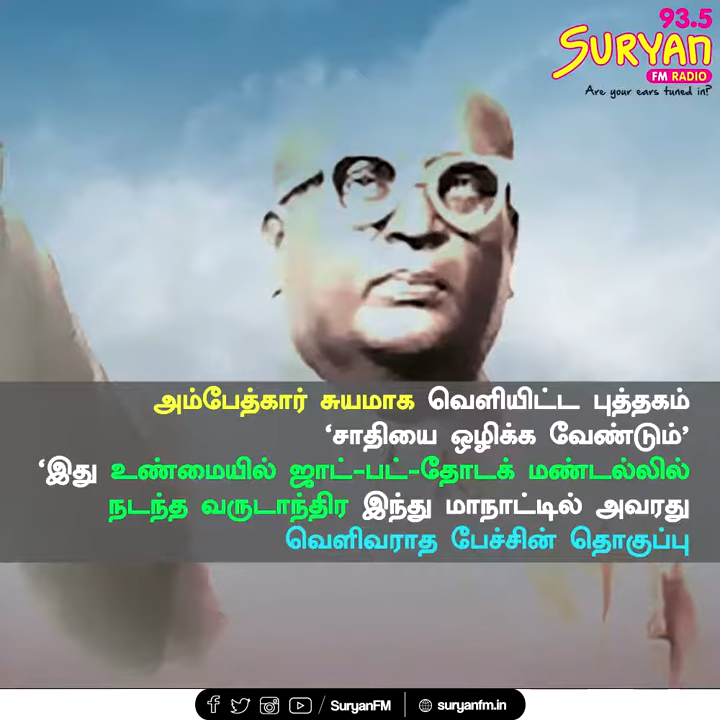 93.5
SURYAN
FM RADIO
Are your ears tuned in?
அம்பேத்கார் சுயமாக வெளியிட்ட புத்தகம்
‘சாதியை ஒழிக்க வேண்டும்’
‘இது உண்மையில் ஜாட்-பட்-தோடக் மண்டல்லில்
நடந்த வருடாந்திர இந்து மாநாட்டில் அவரது
வெளிவராத பேச்சின் தொகுப்பு
/ SuryanFM | suryanfm.in